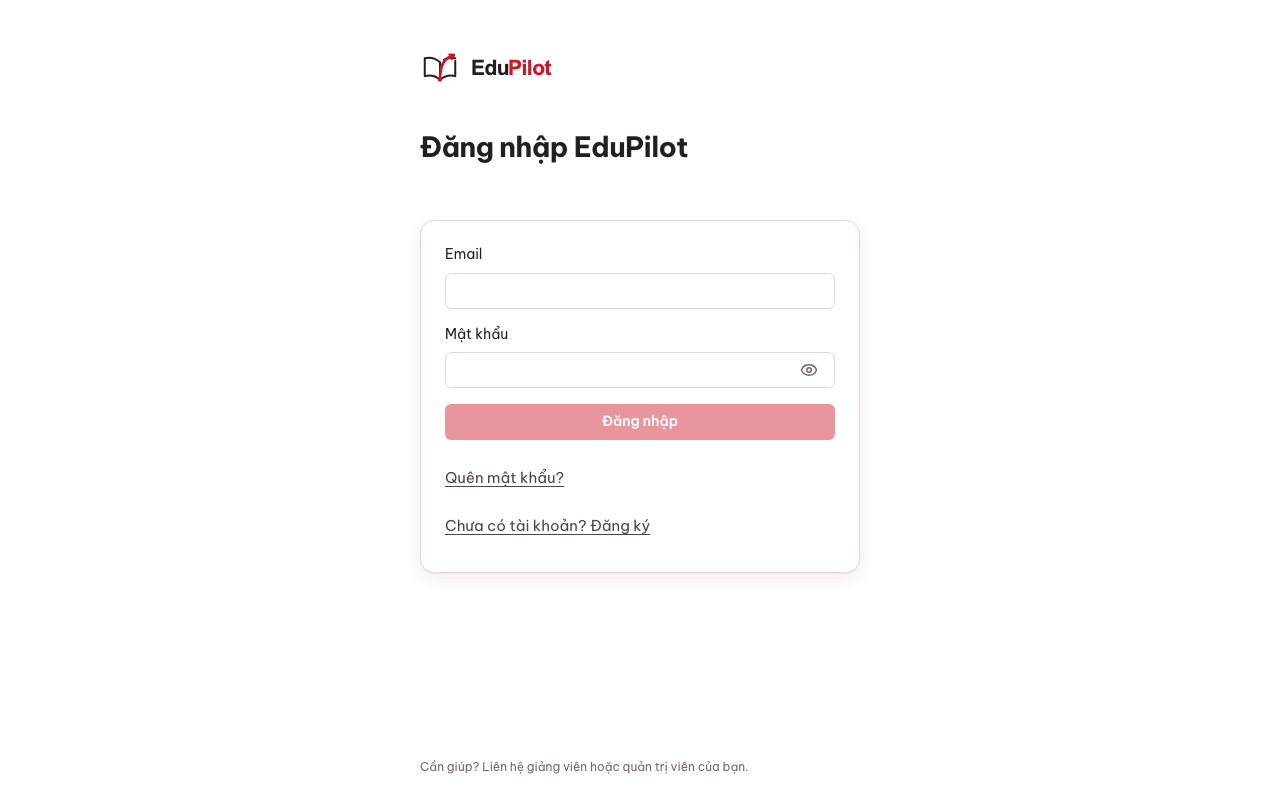 EduPilot
Đăng nhập EduPilot
Email
Mật khẩu
Đăng nhập
Quên mật khẩu?
Chưa có tài khoản? Đăng ký
Cần giúp? Liên hệ giảng viên hoặc quản trị viên của bạn.